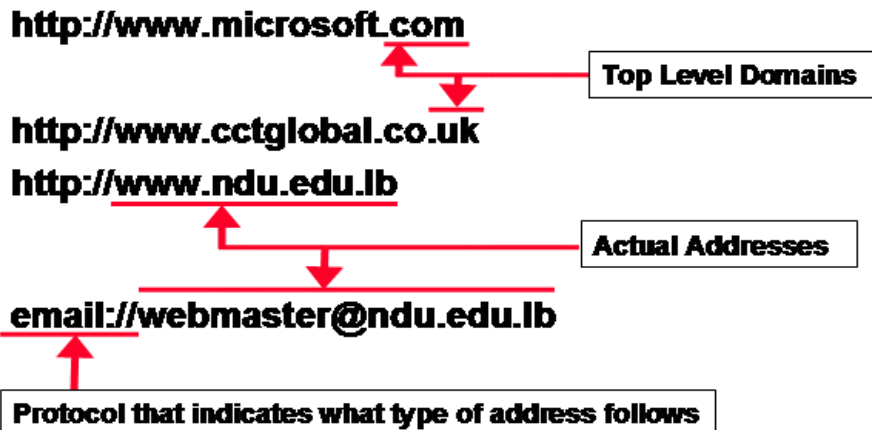 http://www.microsoft.com
Top Level Domains
http://www.cctglobal.co.uk
http://www.ndu.edu.lb
Actual Addresses
email://webmaster@ndu.edu.lb
Protocol that indicates what type of address follows